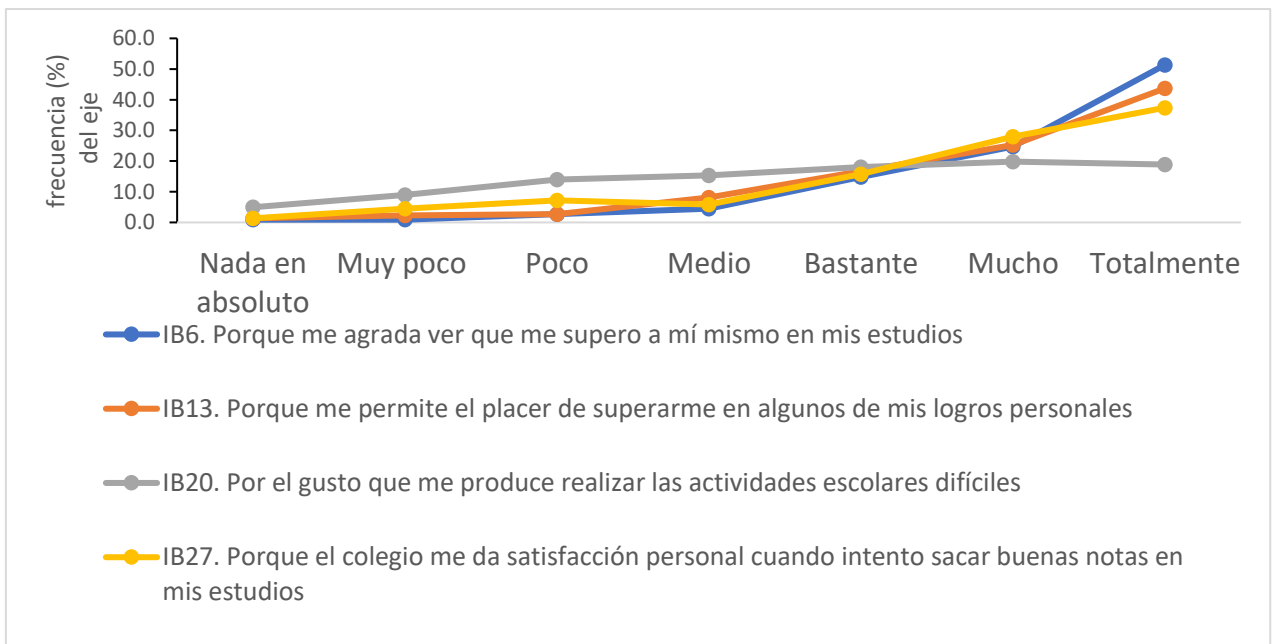 frecuencia (%)
del eje
60.0
50.0
40.0
30.0
20.0
10.0
0.0
Nada en
absoluto
Muy poco
Poco
Medio
Bastante
Mucho
Totalmente
IB6. Porque me agrada ver que me supero a mí mismo en mis estudios
IB13. Porque me permite el placer de superarme en algunos de mis logros personales
IB20. Por el gusto que me produce realizar las actividades escolares difíciles
IB27. Porque el colegio me da satisfacción personal cuando intento sacar buenas notas en
mis estudios